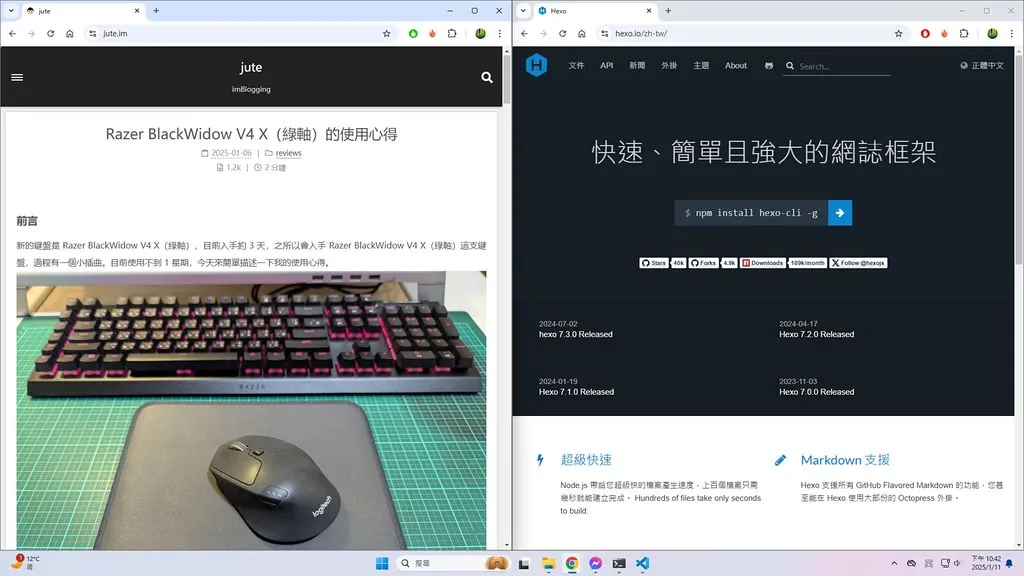 jute
jute.im
jute
imBlogging
Razer BlackWidow V4 X（綠軸）的使用心得
2025-01-06 | reviews
1.2k | 2 分鐘
前言
新的鍵盤是 Razer BlackWidow V4 X（綠軸），目前入手約 3 天，之所以會入手 Razer BlackWidow V4 X（綠軸）這支鍵
盤，過程有一個小插曲。目前使用不到 1 星期，今天來簡單描述一下我的使用心得。
RAZER
logitech
Hexo
hexo.io/zh-tw/
文件 API 新聞 外掛 主題 About Search... 正體中文
快速、簡單且強大的網誌框架
$ npm install hexo-cli -g
Stars 40k Forks 4.9k Downloads 109k/month Follow @hexojs
2024-07-02
hexo 7.3.0 Released
2024-04-17
Hexo 7.2.0 Released
2024-01-19
Hexo 7.1.0 Released
2023-11-03
Hexo 7.0.0 Released
超級快速
Node.js 帶給您超級快的檔案產生速度，上百個檔案只需
幾秒就能建立完成。 Hundreds of files take only seconds
to build.
Markdown 支援
Hexo 支援所有 GitHub Flavored Markdown 的功能，您甚
至能在 Hexo 使用大部份的 Octopress 外掛。
1
12°C
晴
搜尋
下午 10:42
2025/1/11